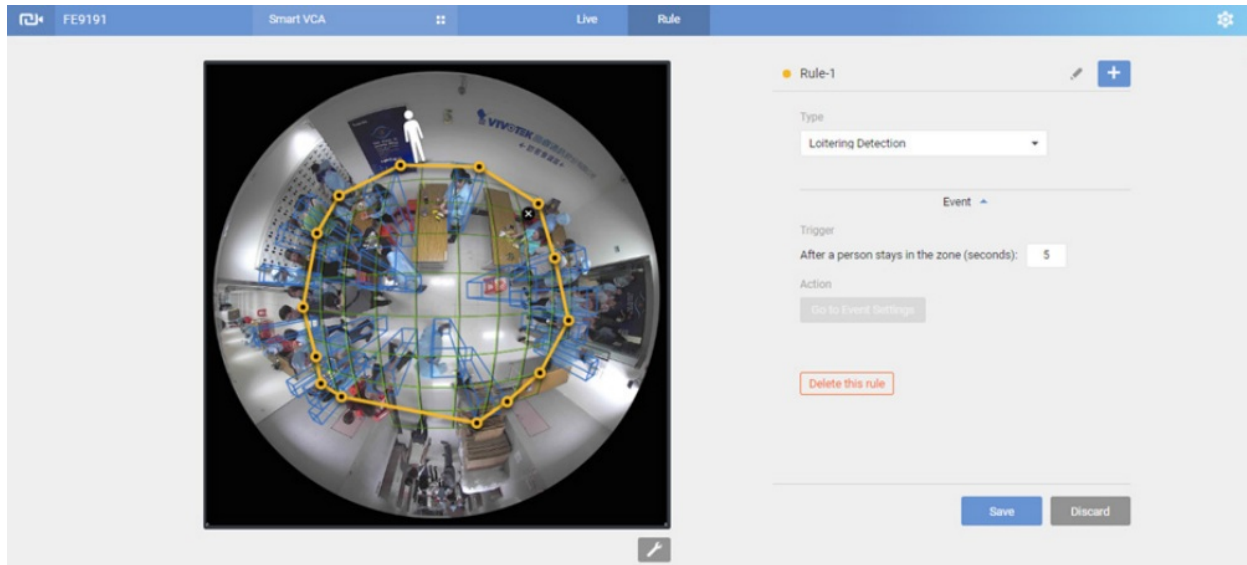 FE9191
Smart VCA
Live
Rule
Rule-1
Type
Loitering Detection
Event
Trigger
After a person stays in the zone (seconds): 5
Action
Go to Event Settings
Delete this rule
Save
Discard
VIVOTEK